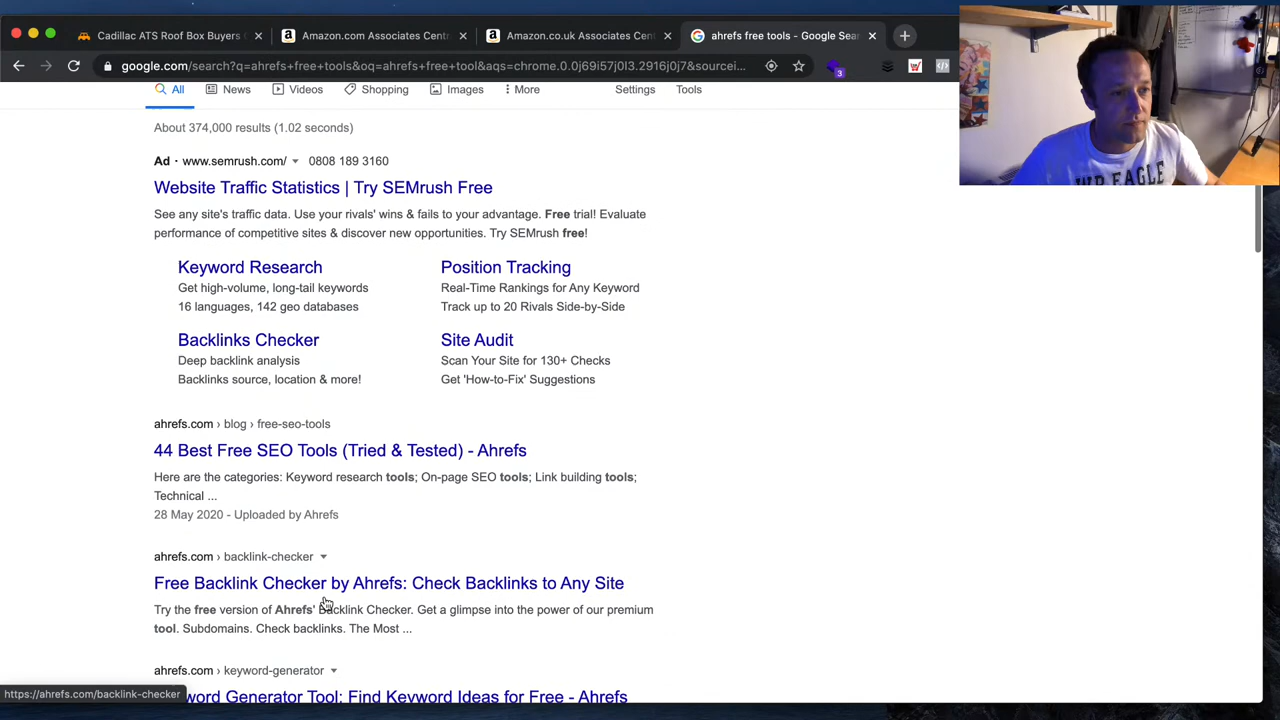 Cadillac ATS Roof Box Buyers
Amazon.com Associates Cent
Amazon.co.uk Associates Cen
ahrefs free tools - Google Sea
google.com/search?q=ahrefs+free+tools&oq=ahrefs+free+tool&aqs=chrome.0.0j69i57j0l3.2916j0j7&sourcei...
3
All
News
Videos
Shopping
Images
More
Settings
Tools
About 374,000 results (1.02 seconds)
Ad · www.semrush.com/ 0808 189 3160
Website Traffic Statistics | Try SEMrush Free
See any site's traffic data. Use your rivals' wins & fails to your advantage. Free trial! Evaluate
performance of competitive sites & discover new opportunities. Try SEMrush free!
Keyword Research
Get high-volume, long-tail keywords
16 languages, 142 geo databases
Position Tracking
Real-Time Rankings for Any Keyword
Track up to 20 Rivals Side-by-Side
Backlinks Checker
Deep backlink analysis
Backlinks source, location & more!
Site Audit
Scan Your Site for 130+ Checks
Get 'How-to-Fix' Suggestions
ahrefs.com › blog › free-seo-tools
44 Best Free SEO Tools (Tried & Tested) - Ahrefs
Here are the categories: Keyword research tools; On-page SEO tools; Link building tools;
Technical ...
28 May 2020 - Uploaded by Ahrefs
ahrefs.com › backlink-checker
Free Backlink Checker by Ahrefs: Check Backlinks to Any Site
Try the free version of Ahrefs' Backlink Checker. Get a glimpse into the power of our premium
tool. Subdomains. Check backlinks. The Most ...
ahrefs.com › keyword-generator
word Generator Tool: Find Keyword Ideas for Free - Ahrefs
https://ahrefs.com/backlink-checker
EAGLE